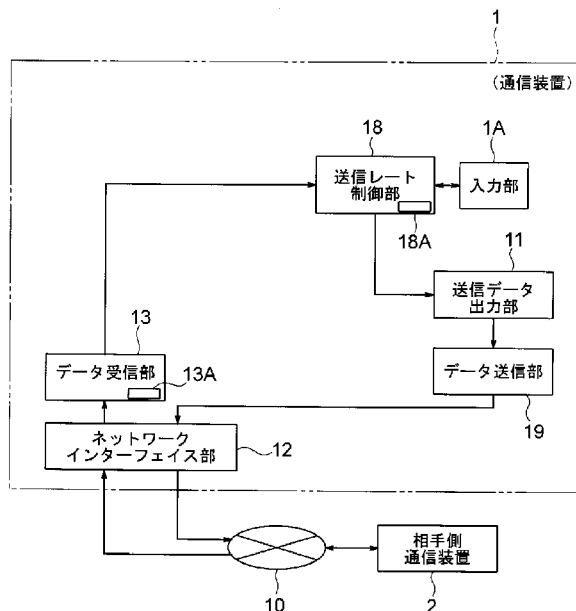 1
(通信装置)
18
1A
送信レート
制御部
入力部
18A
11
送信データ
出力部
13
データ受信部
13A
データ送信部
19
ネットワーク
インターフェイス部
12
相手側
通信装置
10
2